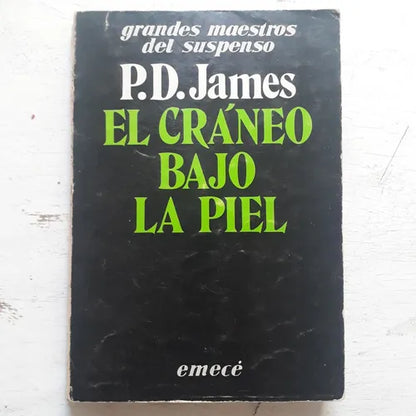 grandes maestros
del suspenso
P.D. James
EL CRÁNEO
BAJO
LA PIEL
emecé